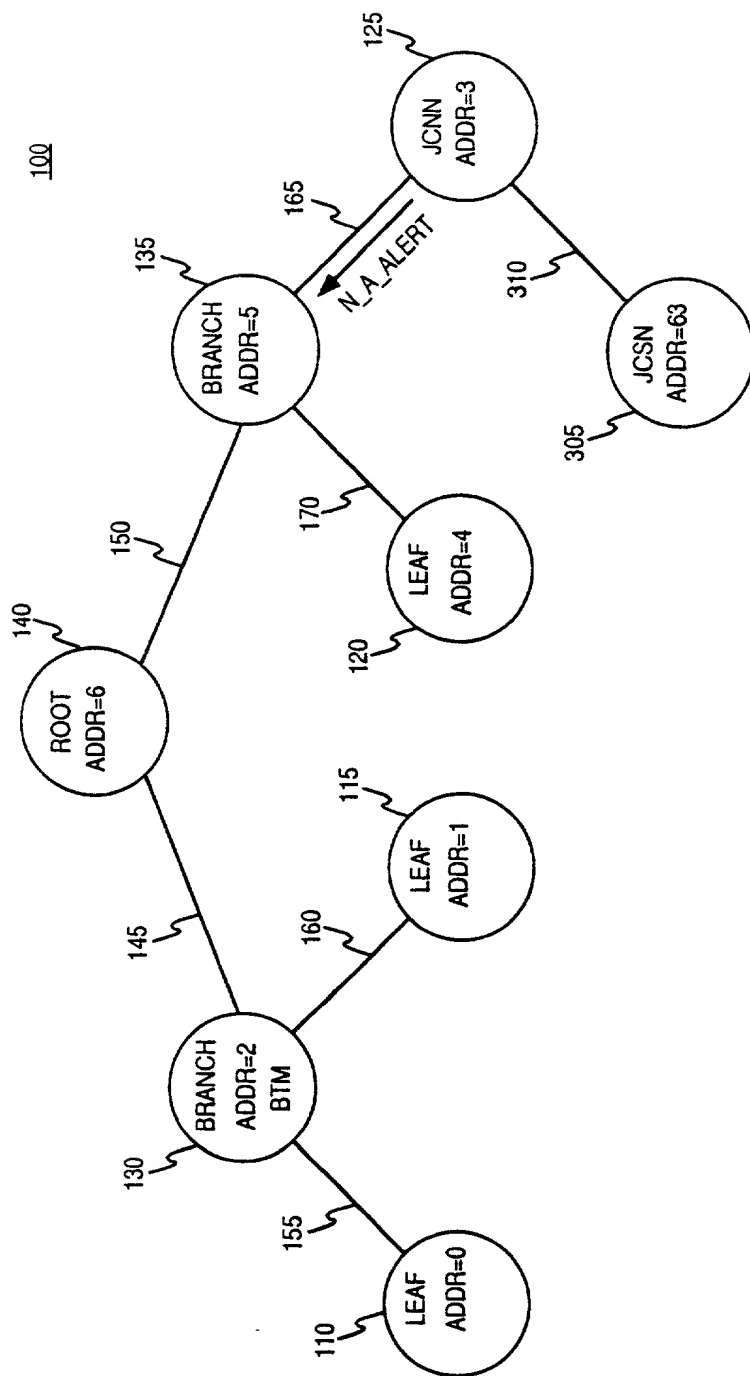 100
140
ROOT
ADDR=6
145
150
130
BRANCH
ADDR=2
BTM
135
BRANCH
ADDR=5
155
160
170
165
N_A_ALERT
110
LEAF
ADDR=0
LEAF
ADDR=1
115
120
LEAF
ADDR=4
JCNN
ADDR=3
125
310
305
JCSN
ADDR=63